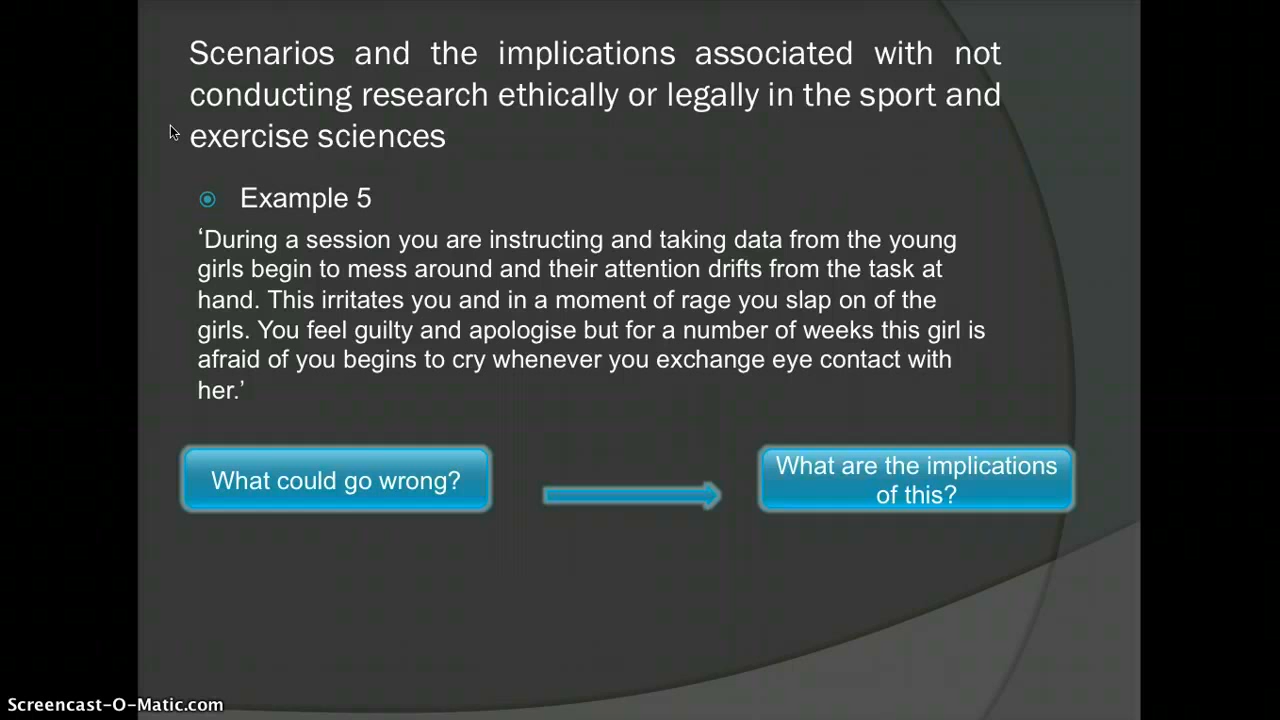 Scenarios and the implications associated with not
conducting research ethically or legally in the sport and
exercise sciences
Example 5
‘During a session you are instructing and taking data from the young
girls begin to mess around and their attention drifts from the task at
hand. This irritates you and in a moment of rage you slap on of the
girls. You feel guilty and apologise but for a number of weeks this girl is
afraid of you begins to cry whenever you exchange eye contact with
her.’
What could go wrong?
What are the implications
of this?
Screencast-O-Matic.com